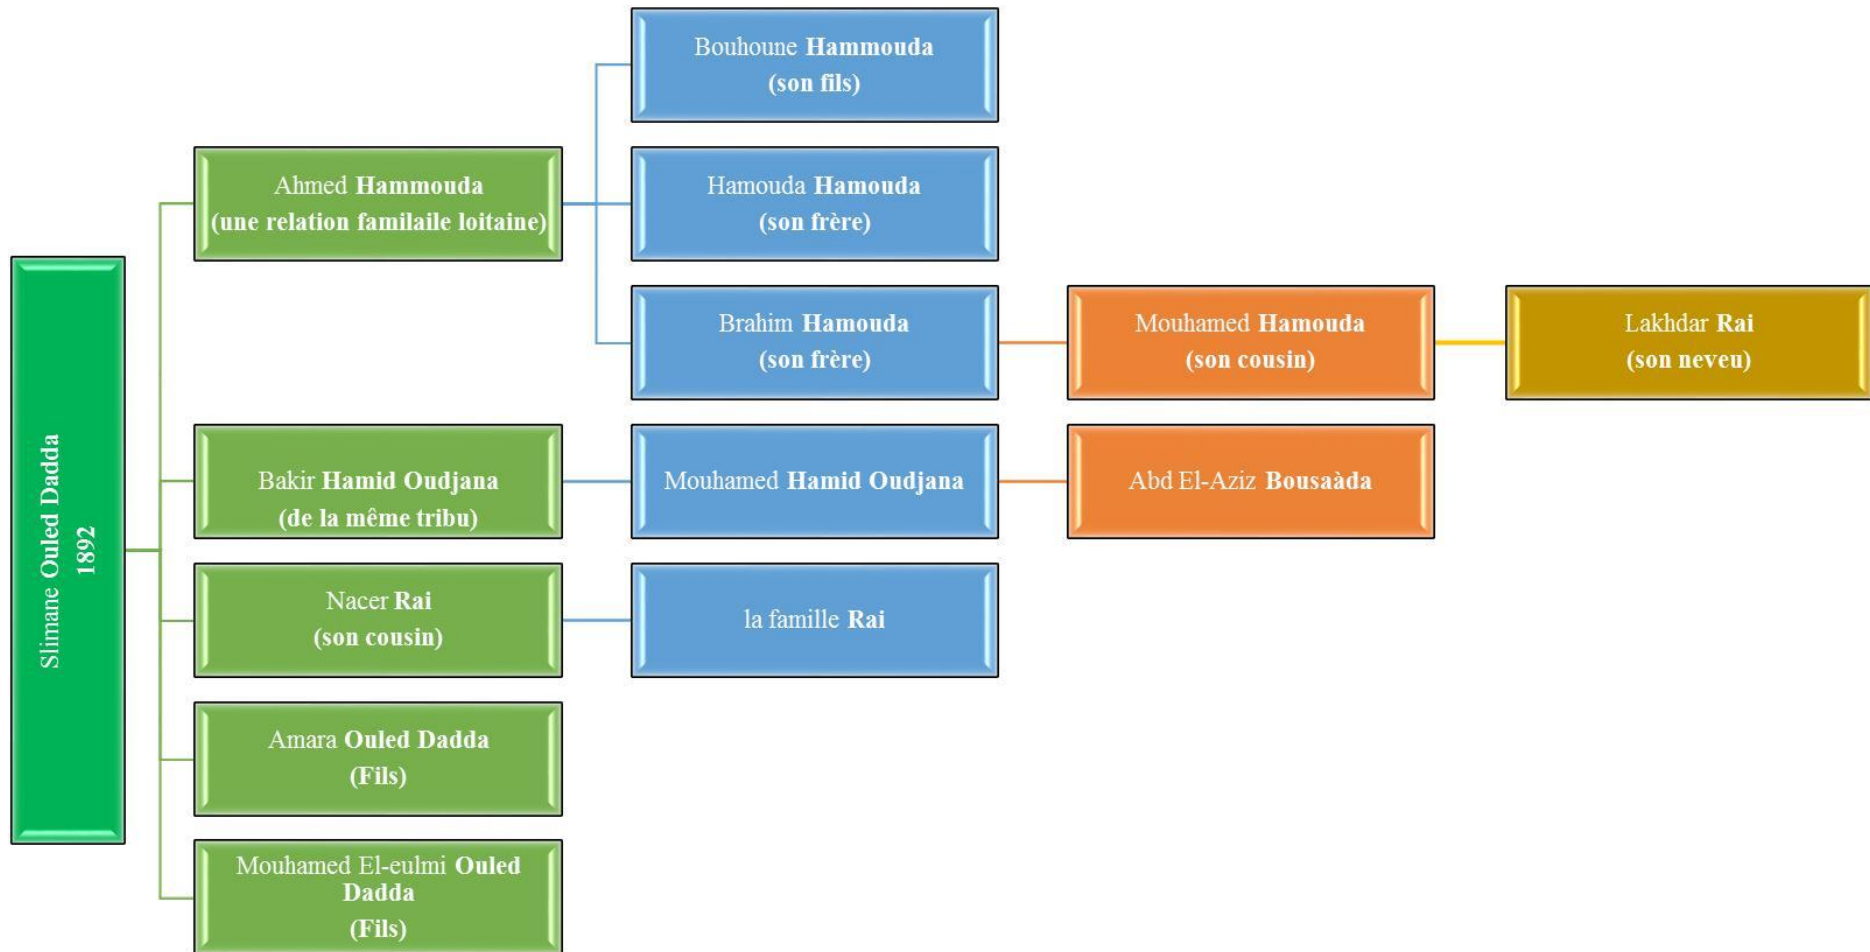 Slimane Ouled Dadda
1892
Ahmed Hammouda
(une relation familaile loitaine)
Bouhoune Hammouda
(son fils)
Hamouda Hamouda
(son frère)
Brahim Hamouda
(son frère)
Mouhamed Hamouda
(son cousin)
Lakhdar Rai
(son neveu)
Bakir Hamid Oudjana
(de la même tribu)
Mouhamed Hamid Oudjana
Abd El-Aziz Bousaàda
Nacer Rai
(son cousin)
la famille Rai
Amara Ouled Dadda
(Fils)
Mouhamed El-eulmi Ouled
Dadda
(Fils)